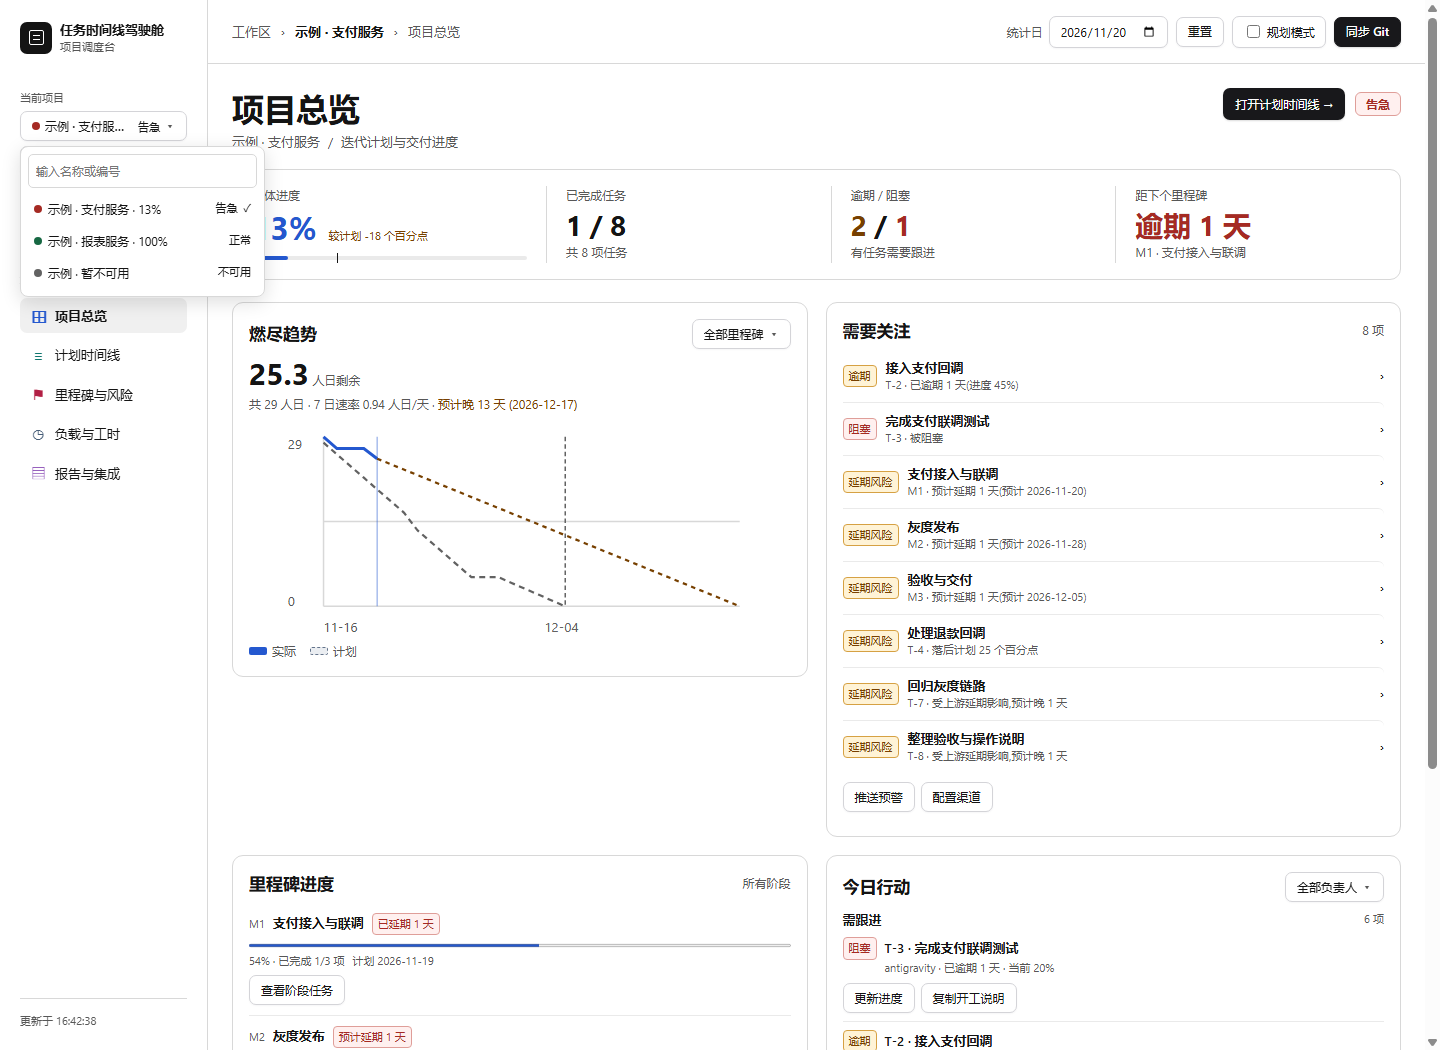 任务时间线驾驶舱
项目调度台
当前项目
示例 · 支付服... 告急
输入名称或编号
示例 · 支付服务 · 13% 告急 ✓
示例 · 报表服务 · 100% 正常
示例 · 暂不可用 不可用
项目总览
计划时间线
里程碑与风险
负载与工时
报告与集成
更新于 16:42:38
工作区 › 示例 · 支付服务 › 项目总览
统计日 2026/11/20 重置 规划模式 同步 Git
项目总览
示例 · 支付服务 / 迭代计划与交付进度
打开计划时间线 → 告急
体进度
3% 较计划 -18 个百分点
已完成任务
1 / 8
共 8 项任务
逾期 / 阻塞
2 / 1
有任务需要跟进
距下个里程碑
逾期 1 天
M1 · 支付接入与联调
燃尽趋势 全部里程碑
25.3 人日剩余
共 29 人日 · 7 日速率 0.94 人日/天 · 预计晚 13 天 (2026-12-17)
29
0
11-16 12-04
实际 计划
需要关注 8 项
逾期 接入支付回调 ›
T-2 · 已逾期 1 天(进度 45%)
阻塞 完成支付联调测试 ›
T-3 · 被阻塞
延期风险 支付接入与联调 ›
M1 · 预计延期 1 天(预计 2026-11-20)
延期风险 灰度发布 ›
M2 · 预计延期 1 天(预计 2026-11-28)
延期风险 验收与交付 ›
M3 · 预计延期 1 天(预计 2026-12-05)
延期风险 处理退款回调 ›
T-4 · 落后计划 25 个百分点
延期风险 回归灰度链路 ›
T-7 · 受上游延期影响,预计晚 1 天
延期风险 整理验收与操作说明 ›
T-8 · 受上游延期影响,预计晚 1 天
推送预警 配置渠道
里程碑进度 所有阶段
M1 支付接入与联调 已延期 1 天
54% · 已完成 1/3 项 计划 2026-11-19
查看阶段任务
M2 灰度发布 预计延期 1 天
今日行动 全部负责人
需跟进 6 项
阻塞 T-3 · 完成支付联调测试
antigravity · 已逾期 1 天 · 当前 20%
更新进度 复制开工说明
逾期 T-2 · 接入支付回调